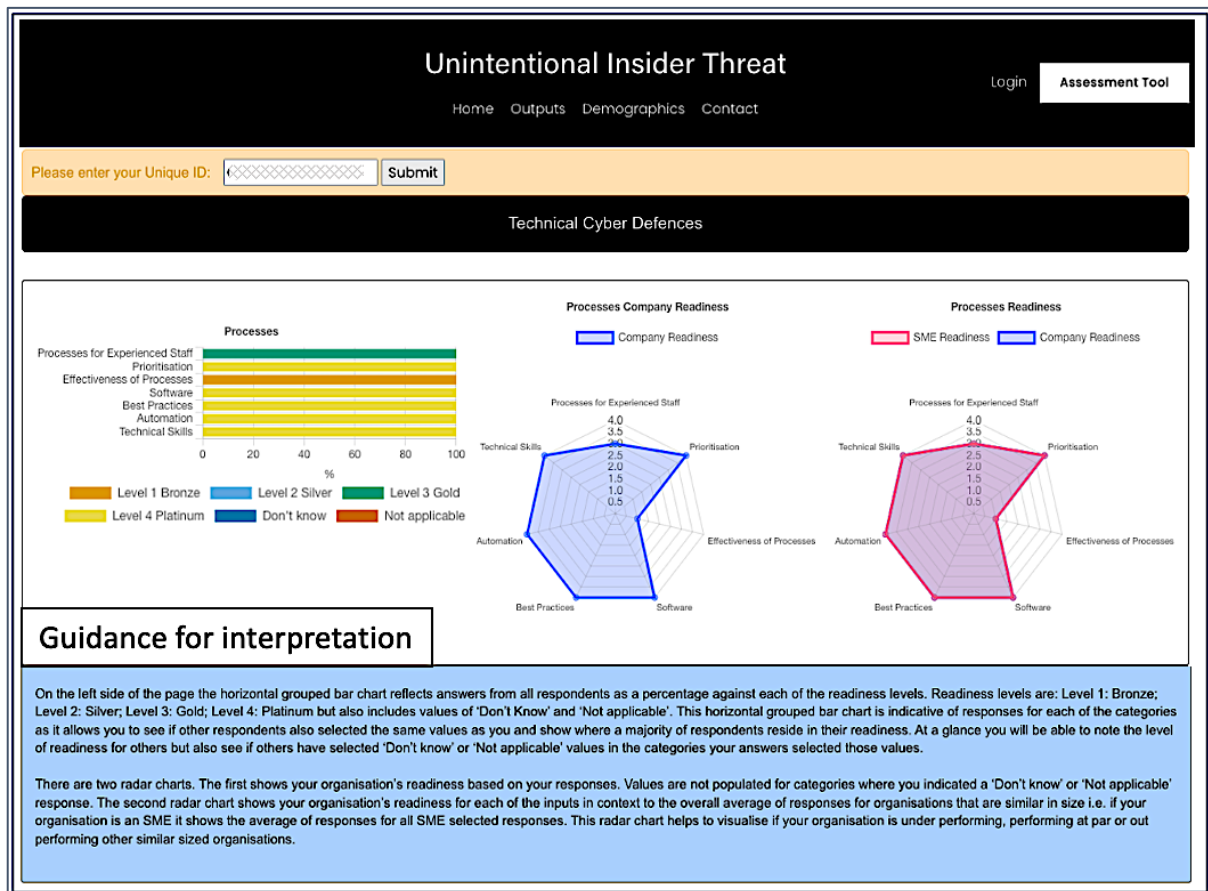 Unintentional Insider Threat
Home Outputs Demographics Contact
Login
Assessment Tool
Please enter your Unique ID:
Submit
Technical Cyber Defences
Processes
Processes for Experienced Staff
Prioritisation
Effectiveness of Processes
Software
Best Practices
Automation
Technical Skills
0 20 40 60 80 100
%
Level 1 Bronze Level 2 Silver Level 3 Gold
Level 4 Platinum Don't know Not applicable
Processes Company Readiness
Company Readiness
Processes for Experienced Staff
4.0
3.5
3.0
2.5
2.0
1.5
1.0
0.5
Technical Skills
Prioritisation
Automation
Effectiveness of Processes
Best Practices
Software
Processes Readiness
SME Readiness Company Readiness
Processes for Experienced Staff
4.0
3.5
3.0
2.5
2.0
1.5
1.0
0.5
Technical Skills
Prioritisation
Automation
Effectiveness of Processes
Best Practices
Software
Guidance for interpretation
On the left side of the page the horizontal grouped bar chart reflects answers from all respondents as a percentage against each of the readiness levels. Readiness levels are: Level 1: Bronze;
Level 2: Silver; Level 3: Gold; Level 4: Platinum but also includes values of 'Don't Know' and 'Not applicable'. This horizontal grouped bar chart is indicative of responses for each of the categories
as it allows you to see if other respondents also selected the same values as you and show where a majority of respondents reside in their readiness. At a glance you will be able to note the level
of readiness for others but also see if others have selected 'Don't know' or 'Not applicable' values in the categories your answers selected those values.
There are two radar charts. The first shows your organisation's readiness based on your responses. Values are not populated for categories where you indicated a 'Don't know' or 'Not applicable'
response. The second radar chart shows your organisation's readiness for each of the inputs in context to the overall average of responses for organisations that are similar in size i.e. if your
organisation is an SME it shows the average of responses for all SME selected responses. This radar chart helps to visualise if your organisation is under performing, performing at par or out
performing other similar sized organisations.